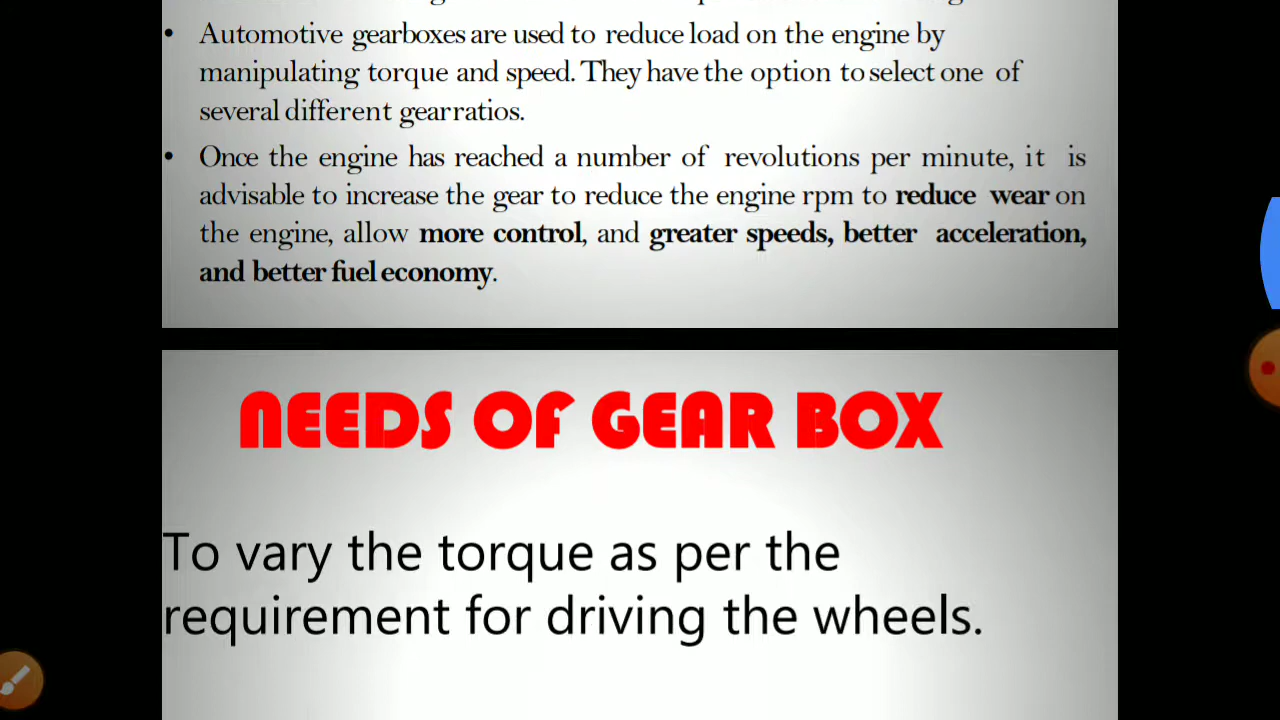 • Automotive gearboxes are used to reduce load on the engine by
manipulating torque and speed. They have the option to select one of
several different gear ratios.
• Once the engine has reached a number of revolutions per minute, it is
advisable to increase the gear to reduce the engine rpm to reduce wear on
the engine, allow more control, and greater speeds, better acceleration,
and better fuel economy.
NEEDS OF GEAR BOX
To vary the torque as per the
requirement for driving the wheels.